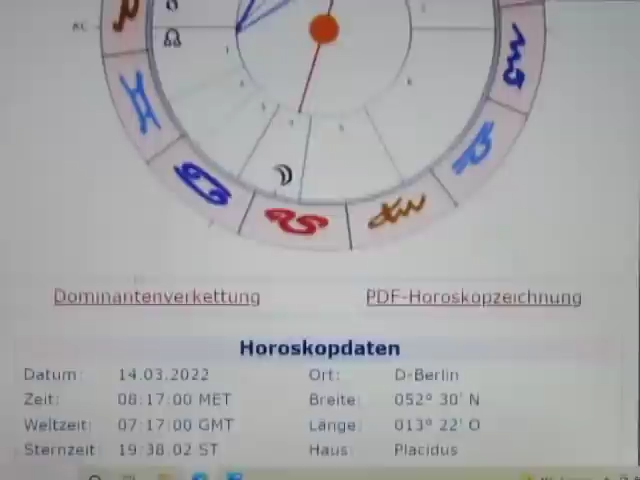 AC
Dominantenverkettung PDF-Horoskopzeichnung
Horoskopdaten
Datum: 14.03.2022 Ort: D-Berlin
Zeit: 08:17:00 MET Breite: 052° 30' N
Weltzeit: 07:17:00 GMT Länge: 013° 22' O
Sternzeit: 19:38:02 ST Haus: Placidus